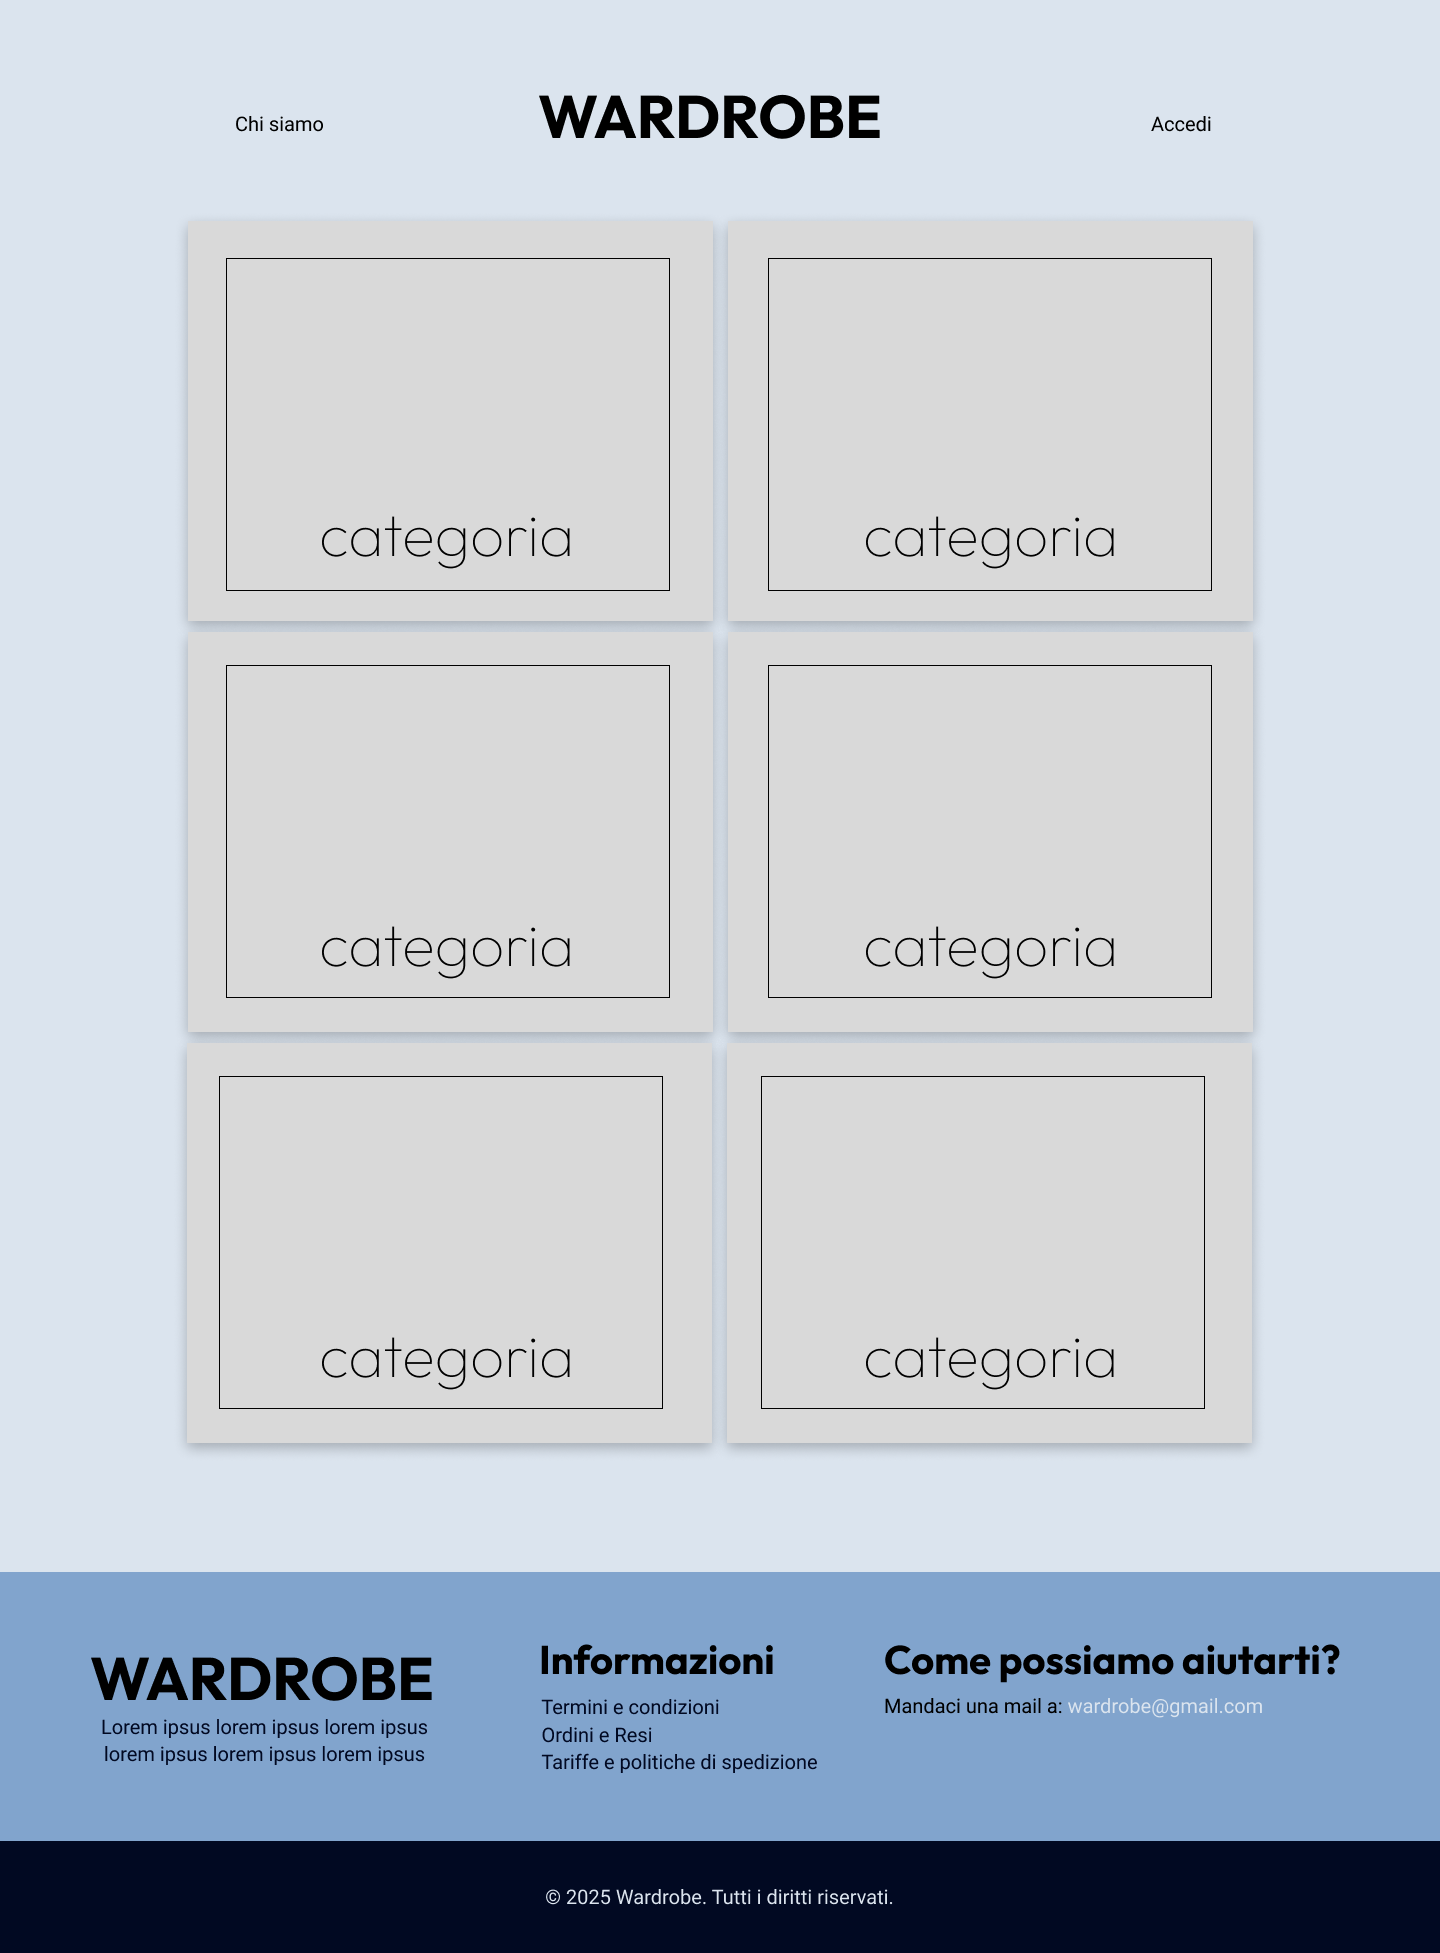 Chi siamo
WARDROBE
Accedi
categoria
categoria
categoria
categoria
categoria
categoria
WARDROBE
Lorem ipsus lorem ipsus lorem ipsus
lorem ipsus lorem ipsus lorem ipsus
Informazioni
Termini e condizioni
Ordini e Resi
Tariffe e politiche di spedizione
Come possiamo aiutarti?
Mandaci una mail a: wardrobe@gmail.com
© 2025 Wardrobe. Tutti i diritti riservati.